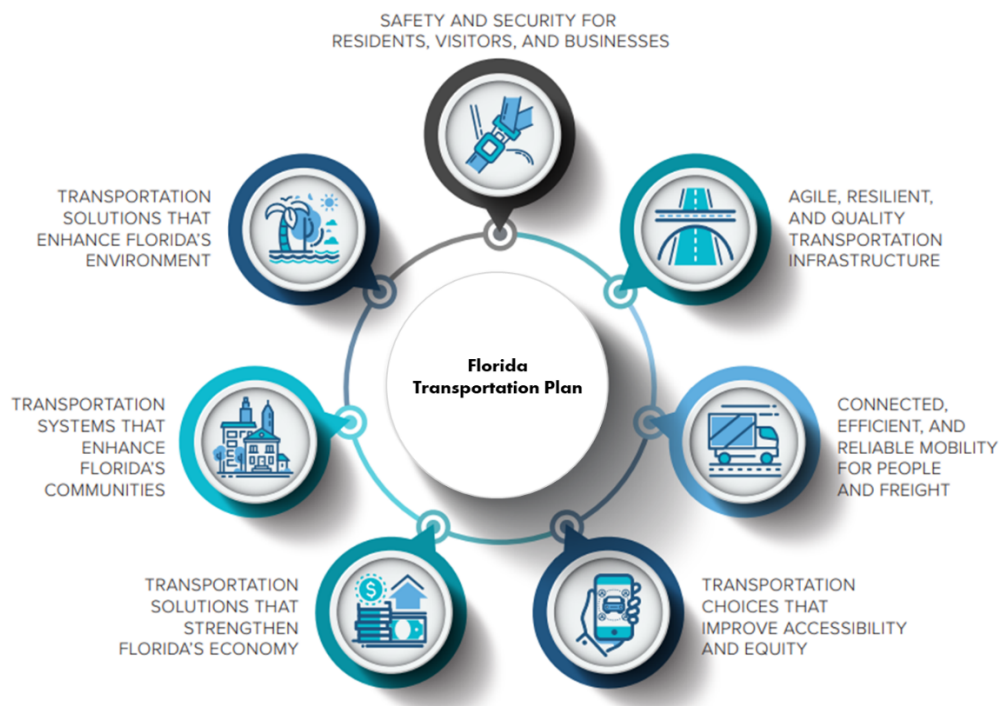 SAFETY AND SECURITY FOR
RESIDENTS, VISITORS, AND BUSINESSES
AGILE, RESILIENT,
AND QUALITY
TRANSPORTATION
INFRASTRUCTURE
CONNECTED,
EFFICIENT, AND
RELIABLE MOBILITY
FOR PEOPLE
AND FREIGHT
TRANSPORTATION
CHOICES THAT
IMPROVE ACCESSIBILITY
AND EQUITY
TRANSPORTATION
SOLUTIONS THAT
STRENGTHEN
FLORIDA'S ECONOMY
TRANSPORTATION
SYSTEMS THAT
ENHANCE
FLORIDA'S
COMMUNITIES
TRANSPORTATION
SOLUTIONS THAT
ENHANCE FLORIDA'S
ENVIRONMENT
Florida
Transportation Plan
$